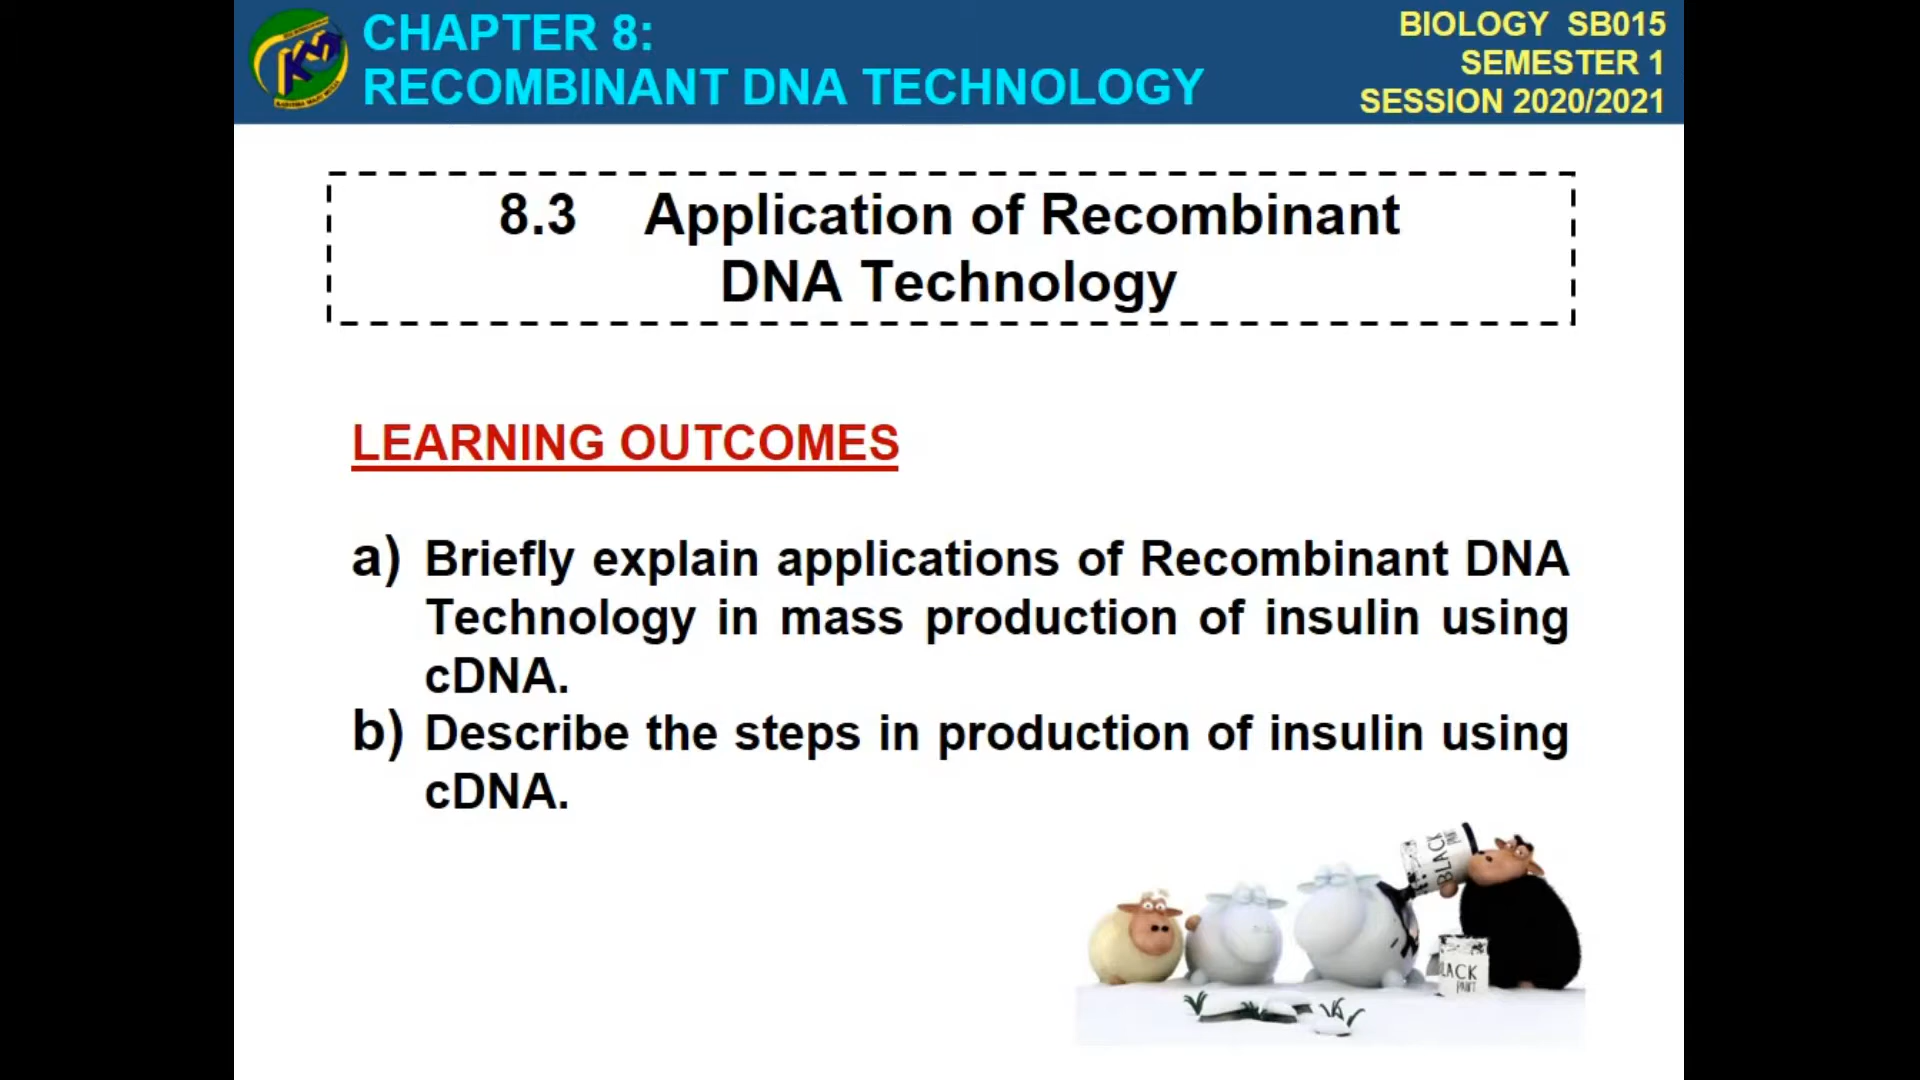 CHAPTER 8:
RECOMBINANT DNA TECHNOLOGY
BIOLOGY SB015
SEMESTER 1
SESSION 2020/2021
8.3 Application of Recombinant
DNA Technology
LEARNING OUTCOMES
a) Briefly explain applications of Recombinant DNA
Technology in mass production of insulin using
cDNA.
b) Describe the steps in production of insulin using
cDNA.
BLACK
LACK